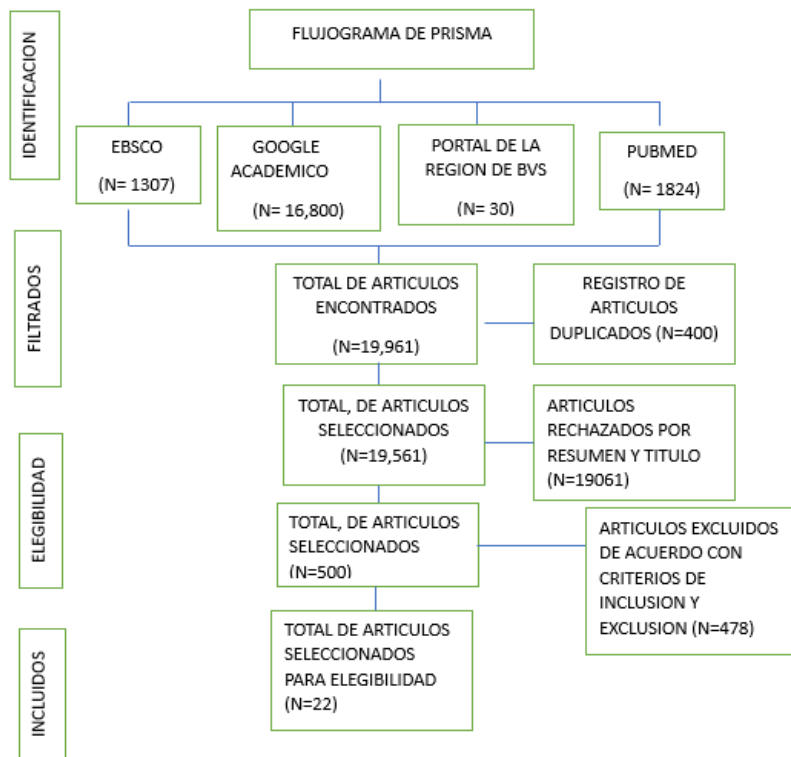 FLUJOGRAMA DE PRISMA
IDENTIFICACION
EBSCO
(N= 1307)
GOOGLE
ACADEMICO
(N= 16,800)
PORTAL DE LA
REGION DE BVS
(N= 30)
PUBMED
(N= 1824)
FILTRADOS
TOTAL DE ARTICULOS
ENCONTRADOS
(N=19,961)
REGISTRO DE
ARTICULOS
DUPLICADOS (N=400)
TOTAL, DE ARTICULOS
SELECCIONADOS
(N=19,561)
ARTICULOS
RECHAZADOS POR
RESUMEN Y TITULO
(N=19061)
ELEGIBILIDAD
TOTAL, DE ARTICULOS
SELECCIONADOS
(N=500)
ARTICULOS EXCLUIDOS
DE ACUERDO CON
CRITERIOS DE
INCLUSION Y
EXCLUSION (N=478)
INCLUIDOS
TOTAL DE ARTICULOS
SELECCIONADOS
PARA ELEGIBILIDAD
(N=22)